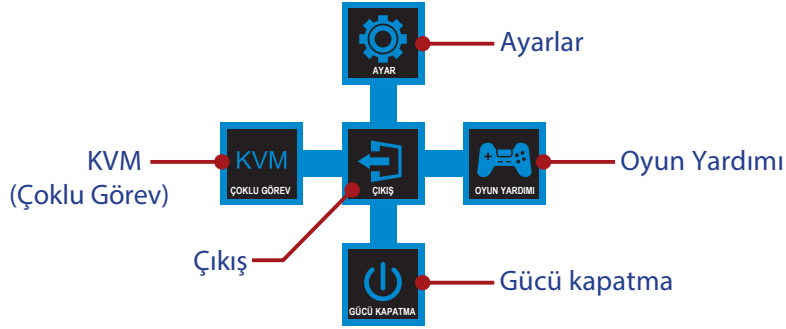 AYAR
Ayarlar
KVM
ÇOKLU GÖREV
KVM
(Çoklu Görev)
ÇIKIŞ
Çıkış
OYUN YARDIMI
Oyun Yardımı
GÜCÜ KAPATMA
Gücü kapatma